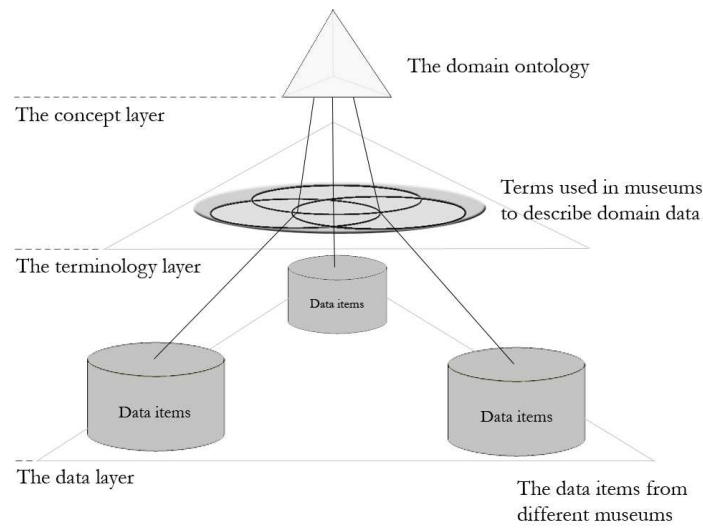 The domain ontology
The concept layer
Terms used in museums
to describe domain data
The terminology layer
Data items
Data items
Data items
The data layer
The data items from
different museums